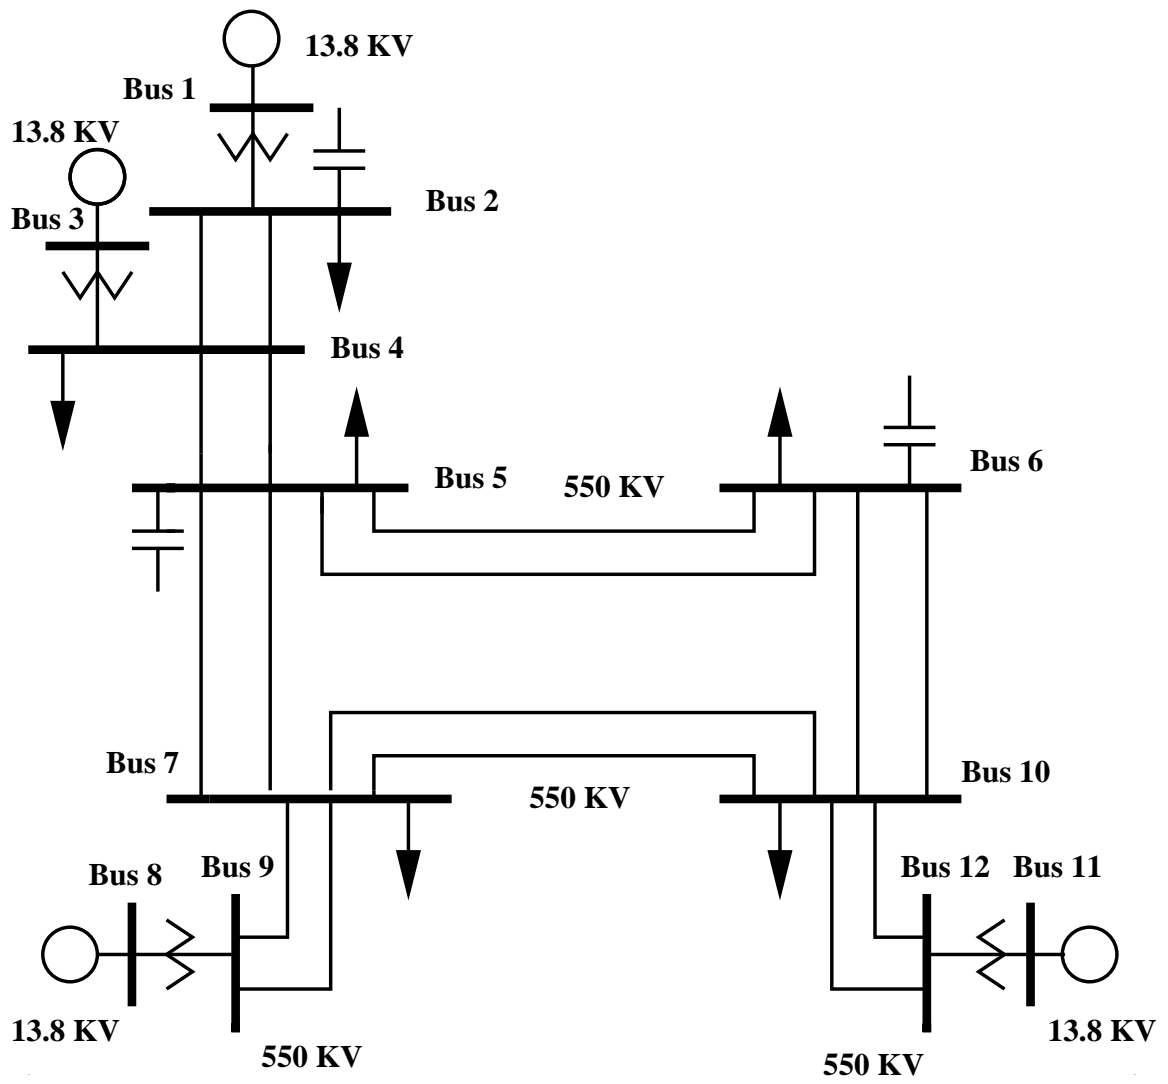 13.8 KV
Bus 1
13.8 KV
Bus 2
Bus 3
Bus 4
Bus 5
550 KV
Bus 6
Bus 7
550 KV
Bus 10
Bus 8
Bus 9
Bus 12
Bus 11
13.8 KV
550 KV
550 KV
13.8 KV